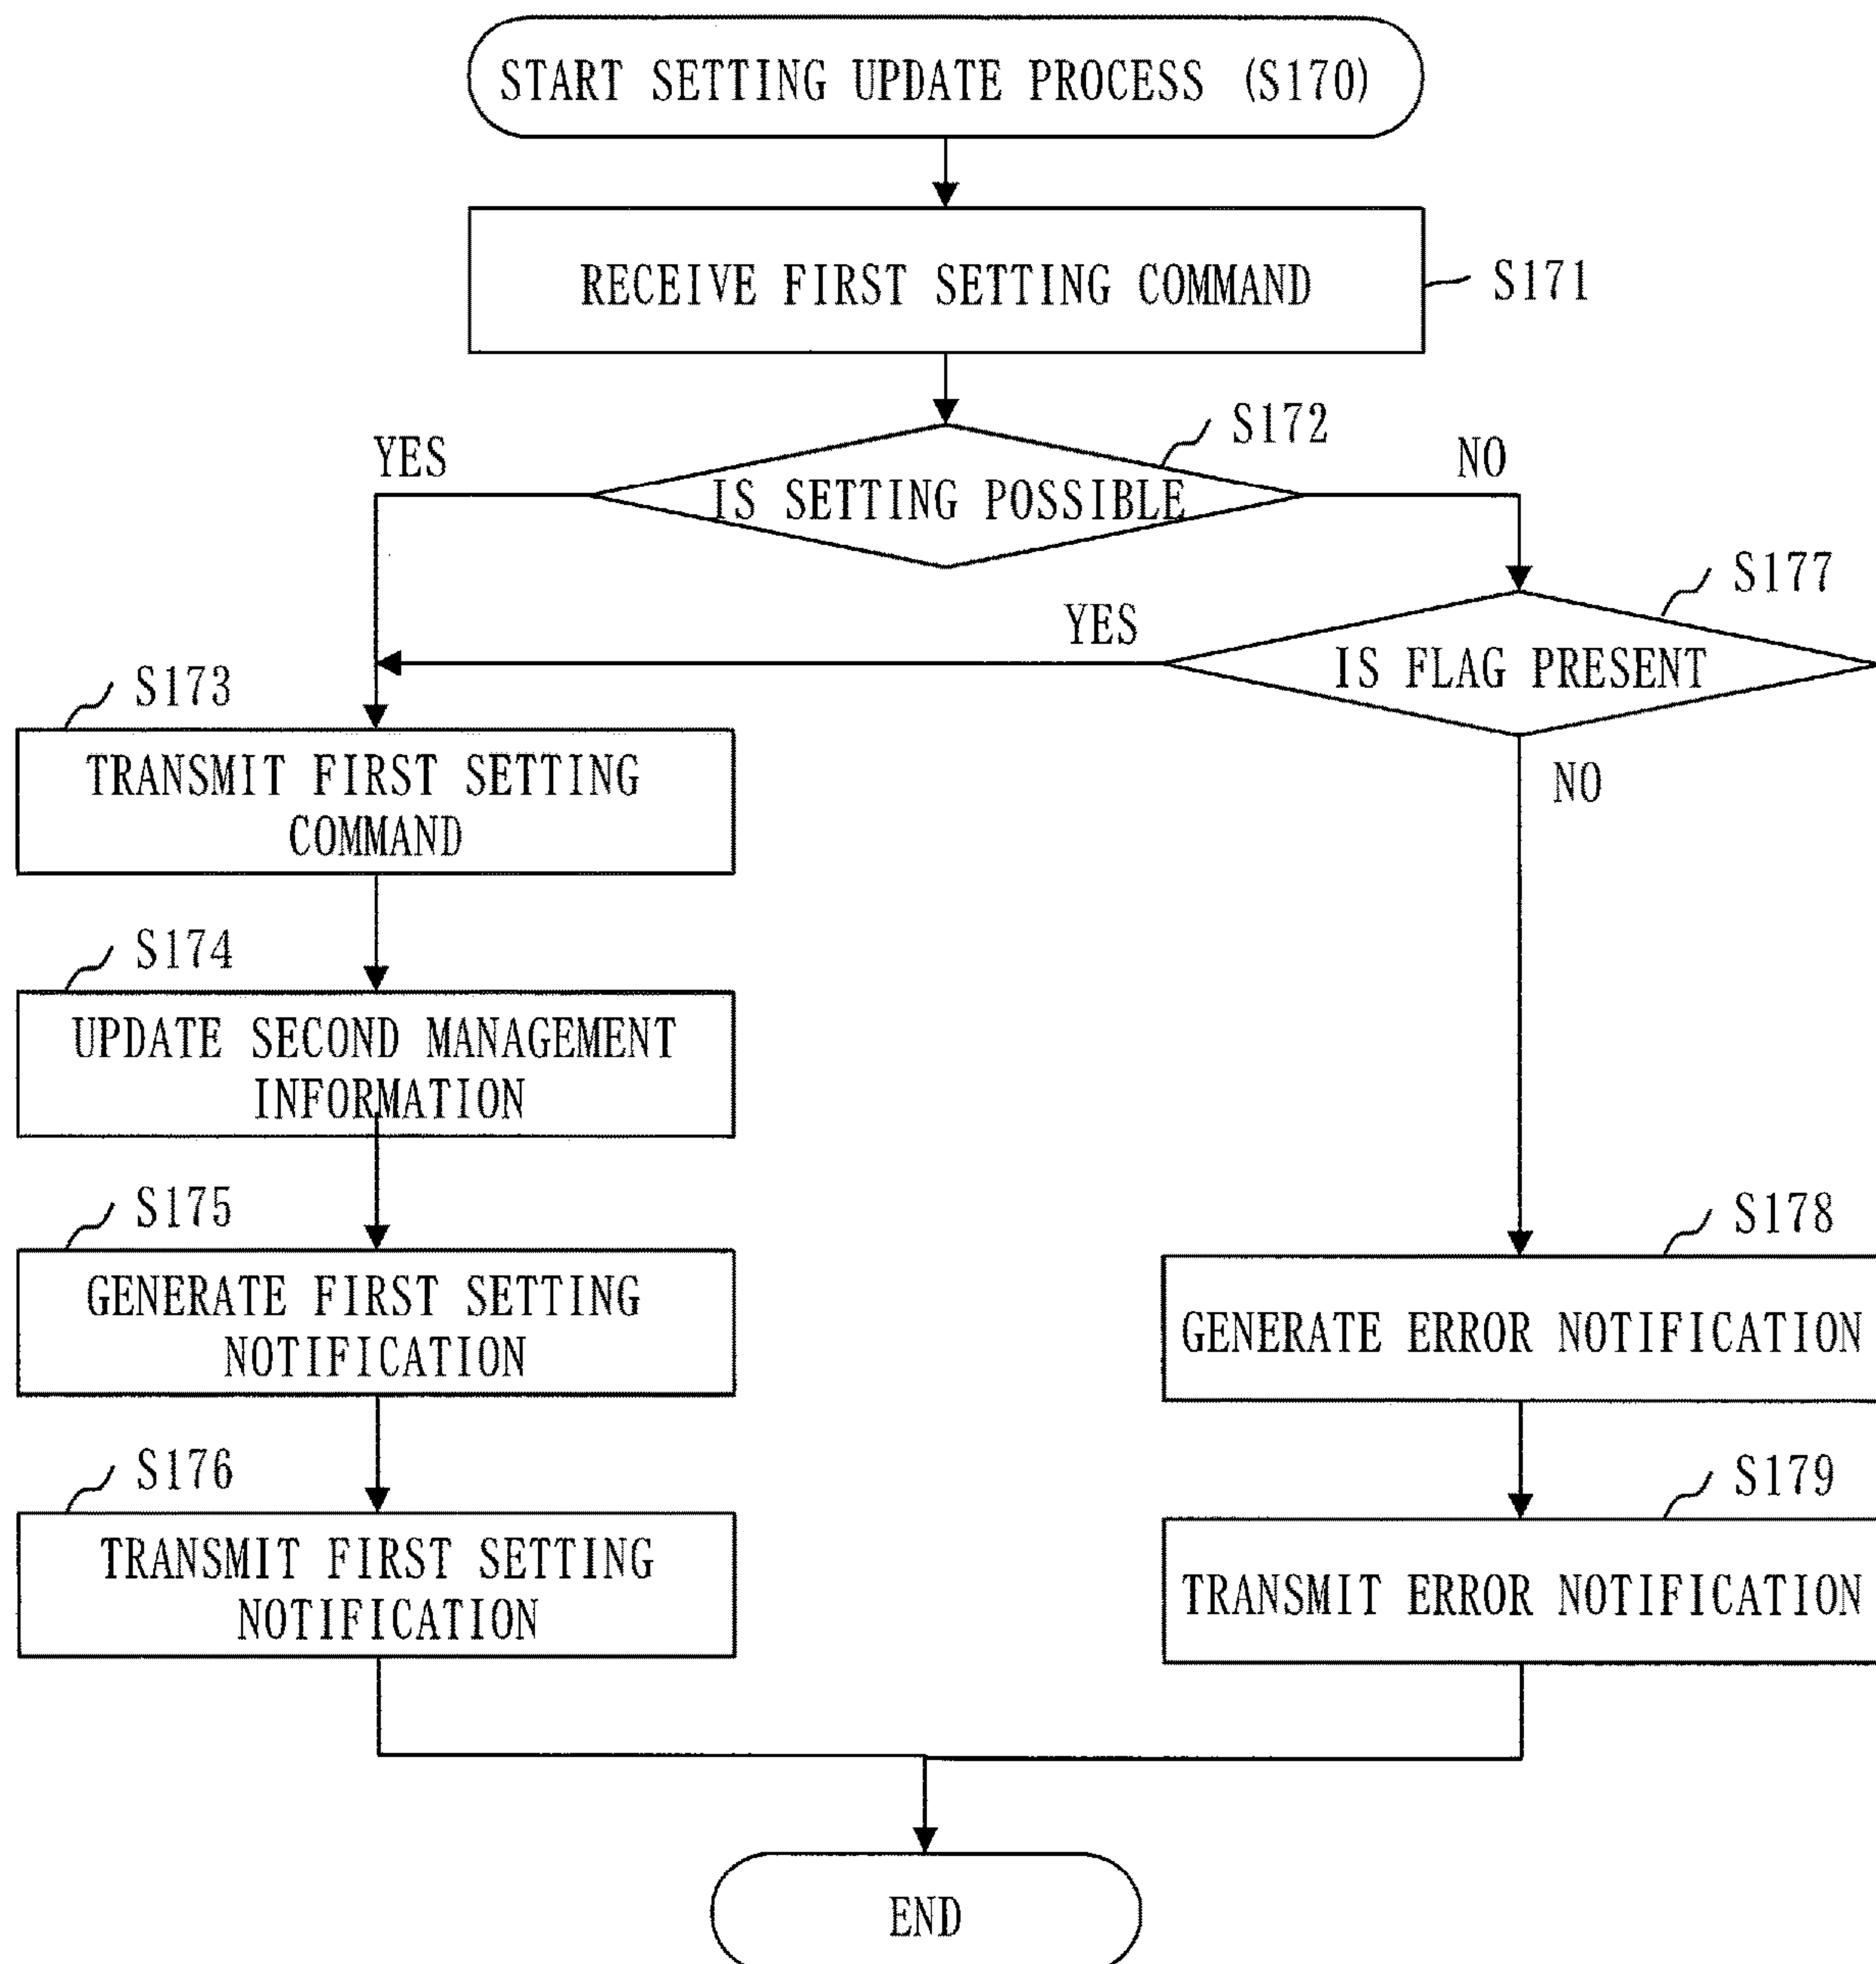 START SETTING UPDATE PROCESS (S170)
RECEIVE FIRST SETTING COMMAND
S171
S172
YES
IS SETTING POSSIBLE
NO
S177
YES
IS FLAG PRESENT
NO
S173
TRANSMIT FIRST SETTING
COMMAND
S174
UPDATE SECOND MANAGEMENT
INFORMATION
S175
GENERATE FIRST SETTING
NOTIFICATION
S178
GENERATE ERROR NOTIFICATION
S176
TRANSMIT FIRST SETTING
NOTIFICATION
S179
TRANSMIT ERROR NOTIFICATION
END